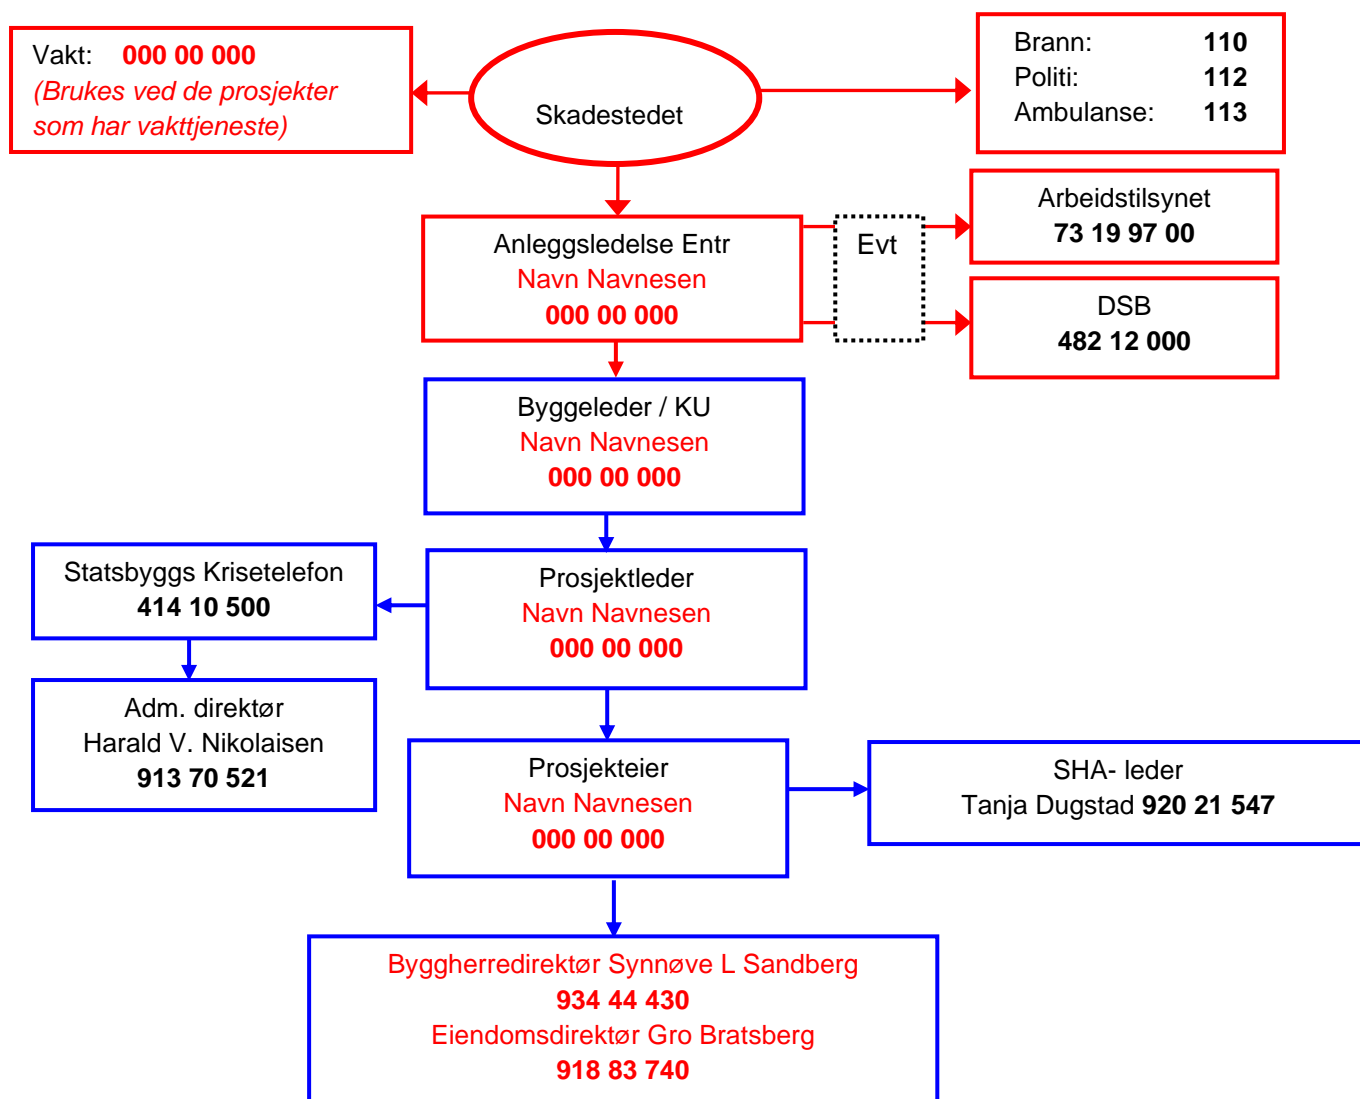 Vakt: 000 00 000
(Brukes ved de prosjekter
som har vakttjeneste)
Skadestedet
Brann: 110
Politi: 112
Ambulanse: 113
Arbeidstilsynet
73 19 97 00
Anleggsledelse Entr
Navn Navnesen
000 00 000
Evt
DSB
482 12 000
Byggeleder / KU
Navn Navnesen
000 00 000
Statsbyggs Krisetelefon
414 10 500
Prosjektleder
Navn Navnesen
000 00 000
Adm. direktør
Harald V. Nikolaisen
913 70 521
Prosjekteier
Navn Navnesen
000 00 000
SHA- leder
Tanja Dugstad 920 21 547
Byggherredirektør Synnøve L Sandberg
934 44 430
Eiendomsdirektør Gro Bratsberg
918 83 740